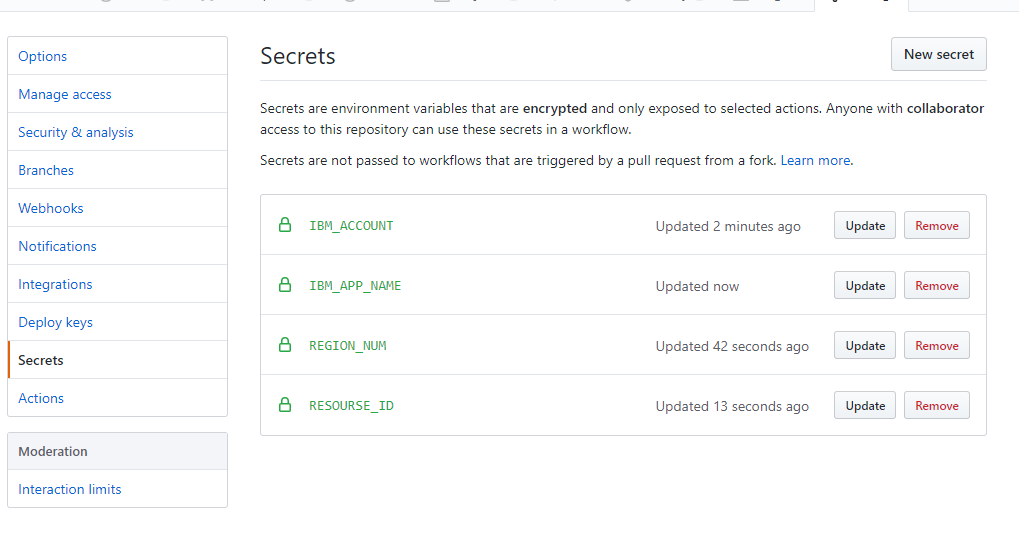 Options
Manage access
Security & analysis
Branches
Webhooks
Notifications
Integrations
Deploy keys
Secrets
Actions
Moderation
Interaction limits
Secrets
New secret
Secrets are environment variables that are encrypted and only exposed to selected actions. Anyone with collaborator
access to this repository can use these secrets in a workflow.
Secrets are not passed to workflows that are triggered by a pull request from a fork. Learn more.
IBM_ACCOUNT Updated 2 minutes ago Update Remove
IBM_APP_NAME Updated now Update Remove
REGION_NUM Updated 42 seconds ago Update Remove
RESOURSE_ID Updated 13 seconds ago Update Remove